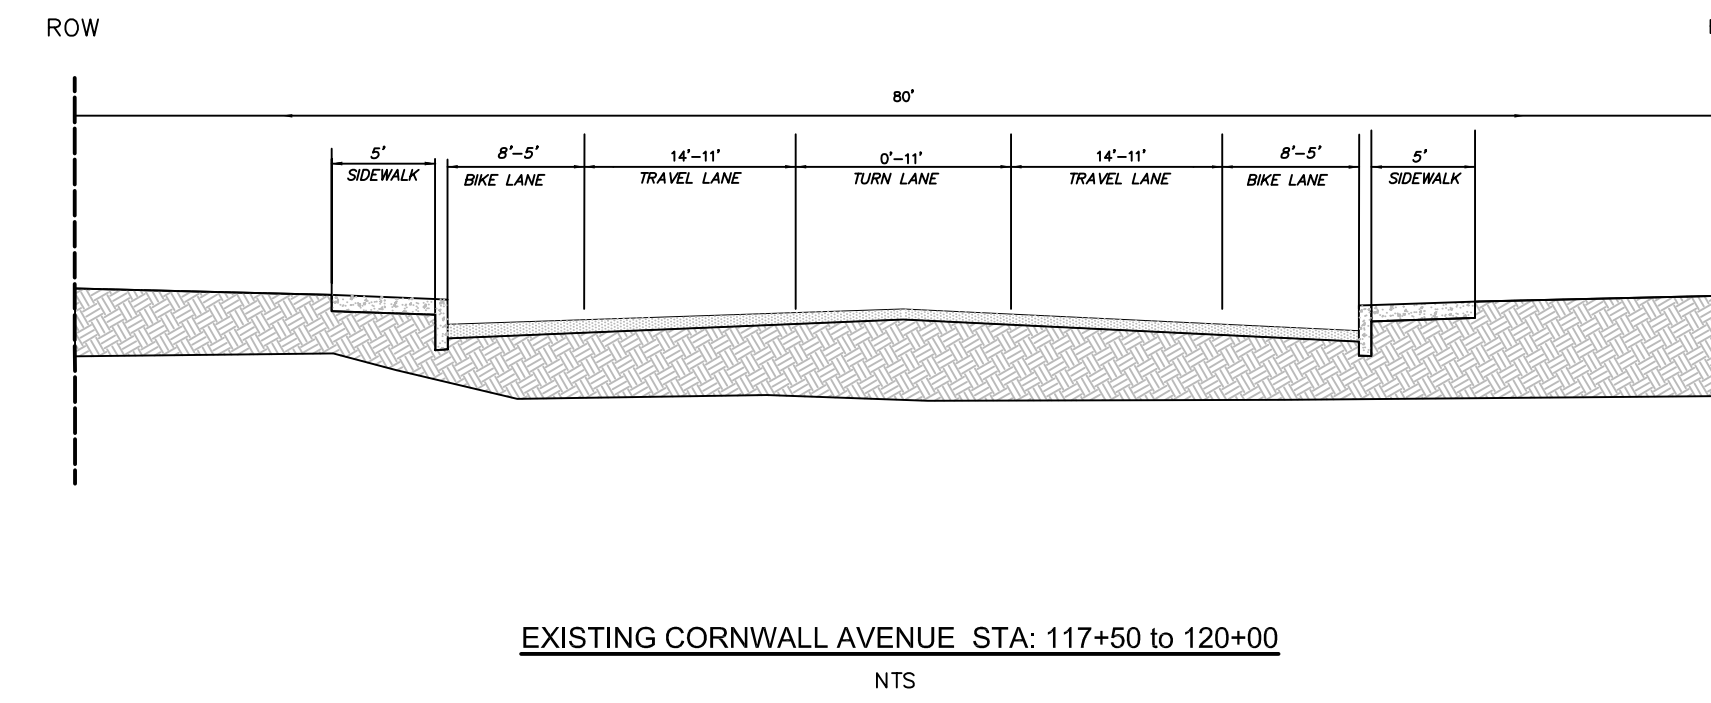 ROW
80'
5' 8'-5' 14'-11' 0'-11' 14'-11' 8'-5' 5'
SIDEWALK BIKE LANE TRAVEL LANE TURN LANE TRAVEL LANE BIKE LANE SIDEWALK
EXISTING CORNWALL AVENUE STA: 117+50 to 120+00
NTS